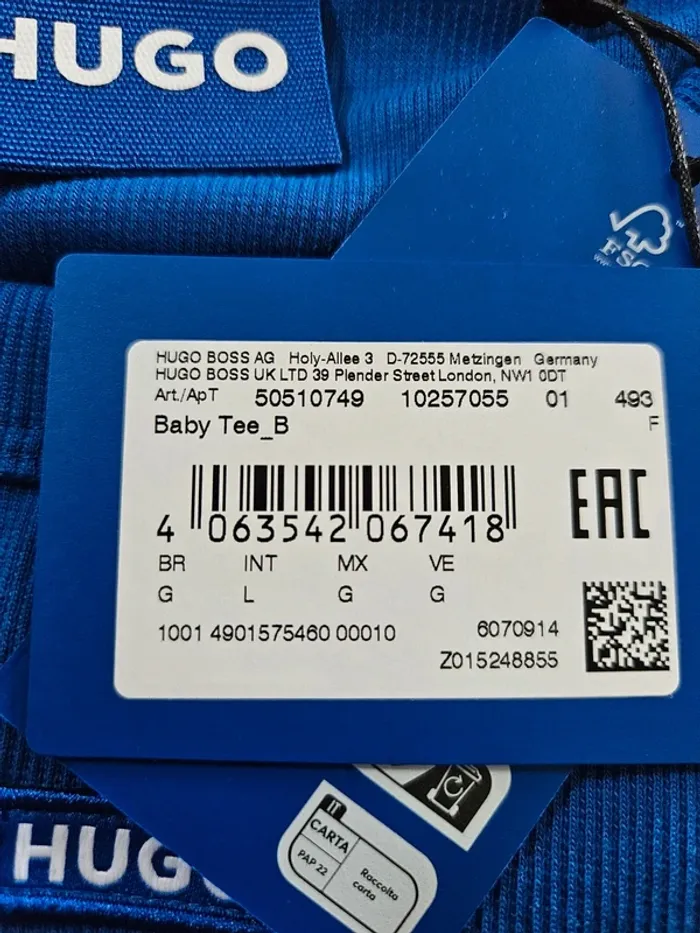 HUGO
FSC
HUGO BOSS AG Holy-Allee 3 D-72555 Metzingen Germany
HUGO BOSS UK LTD 39 Plender Street London, NW1 0DT
Art./ApT 50510749 10257055 01 493
Baby Tee_B F
EAC
4 063542 067418
BR INT MX VE
G L G G
1001 4901575460 00010 6070914
Z015248855
CARTA
PAP 22
Raccolta
carta
HUG